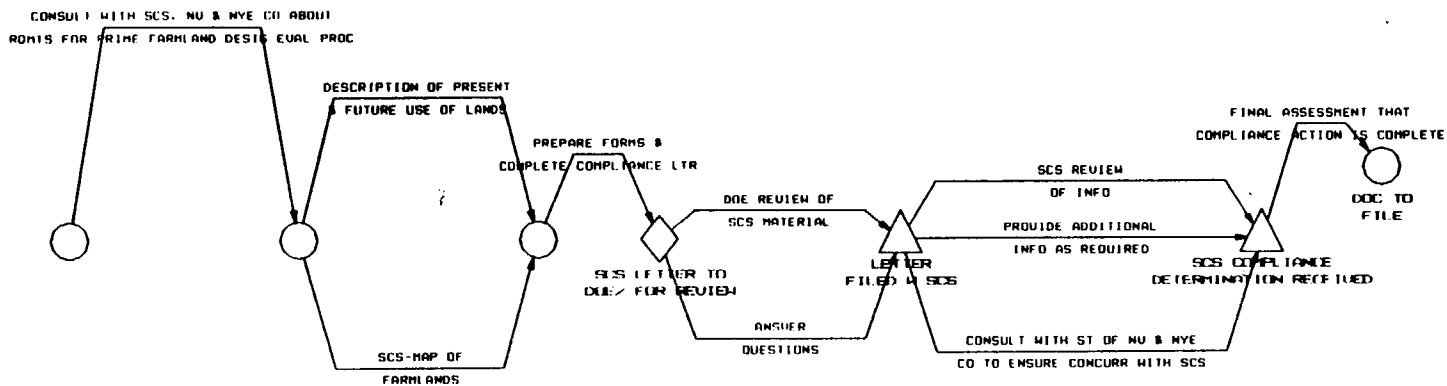 CONSULT WITH SCS, NV & NYE CO ABOUT
RQMTS FOR PRIME FARMLAND DESIG EVAL PROC
DESCRIPTION OF PRESENT
& FUTURE USE OF LANDS
SCS-MAP OF
FARMLANDS
PREPARE FORMS &
COMPLETE COMPLIANCE LTR
SCS LETTER TO
DOE/ FOR REVIEW
DOE REVIEW OF
SCS MATERIAL
ANSWER
QUESTIONS
LETTER
FILED W SCS
SCS REVIEW
OF INFO
PROVIDE ADDITIONAL
INFO AS REQUIRED
CONSULT WITH ST OF NV & NYE
CO TO ENSURE CONCURR WITH SCS
SCS COMPLIANCE
DETERMINATION RECEIVED
FINAL ASSESSMENT THAT
COMPLIANCE ACTION IS COMPLETE
DOC TO
FILE